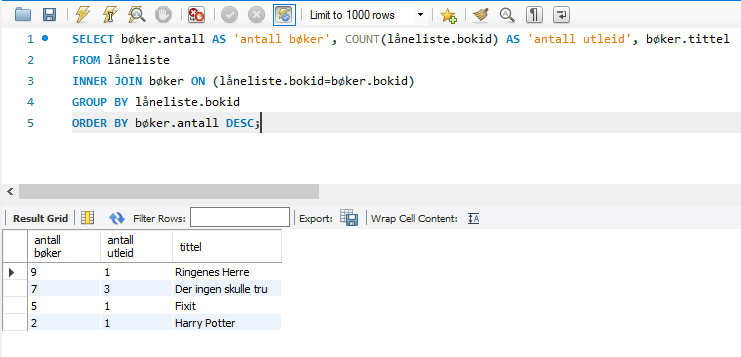 Limit to 1000 rows
1 SELECT bøker.antall AS 'antall bøker', COUNT(låneliste.bokid) AS 'antall utleid', bøker.tittel
2 FROM låneliste
3 INNER JOIN bøker ON (låneliste.bokid=bøker.bokid)
4 GROUP BY låneliste.bokid
5 ORDER BY bøker.antall DESC;
Result Grid Filter Rows: Export: Wrap Cell Content: IA
antall bøker antall utleid tittel
9 1 Ringenes Herre
7 3 Der ingen skulle tru
5 1 Fixit
2 1 Harry Potter